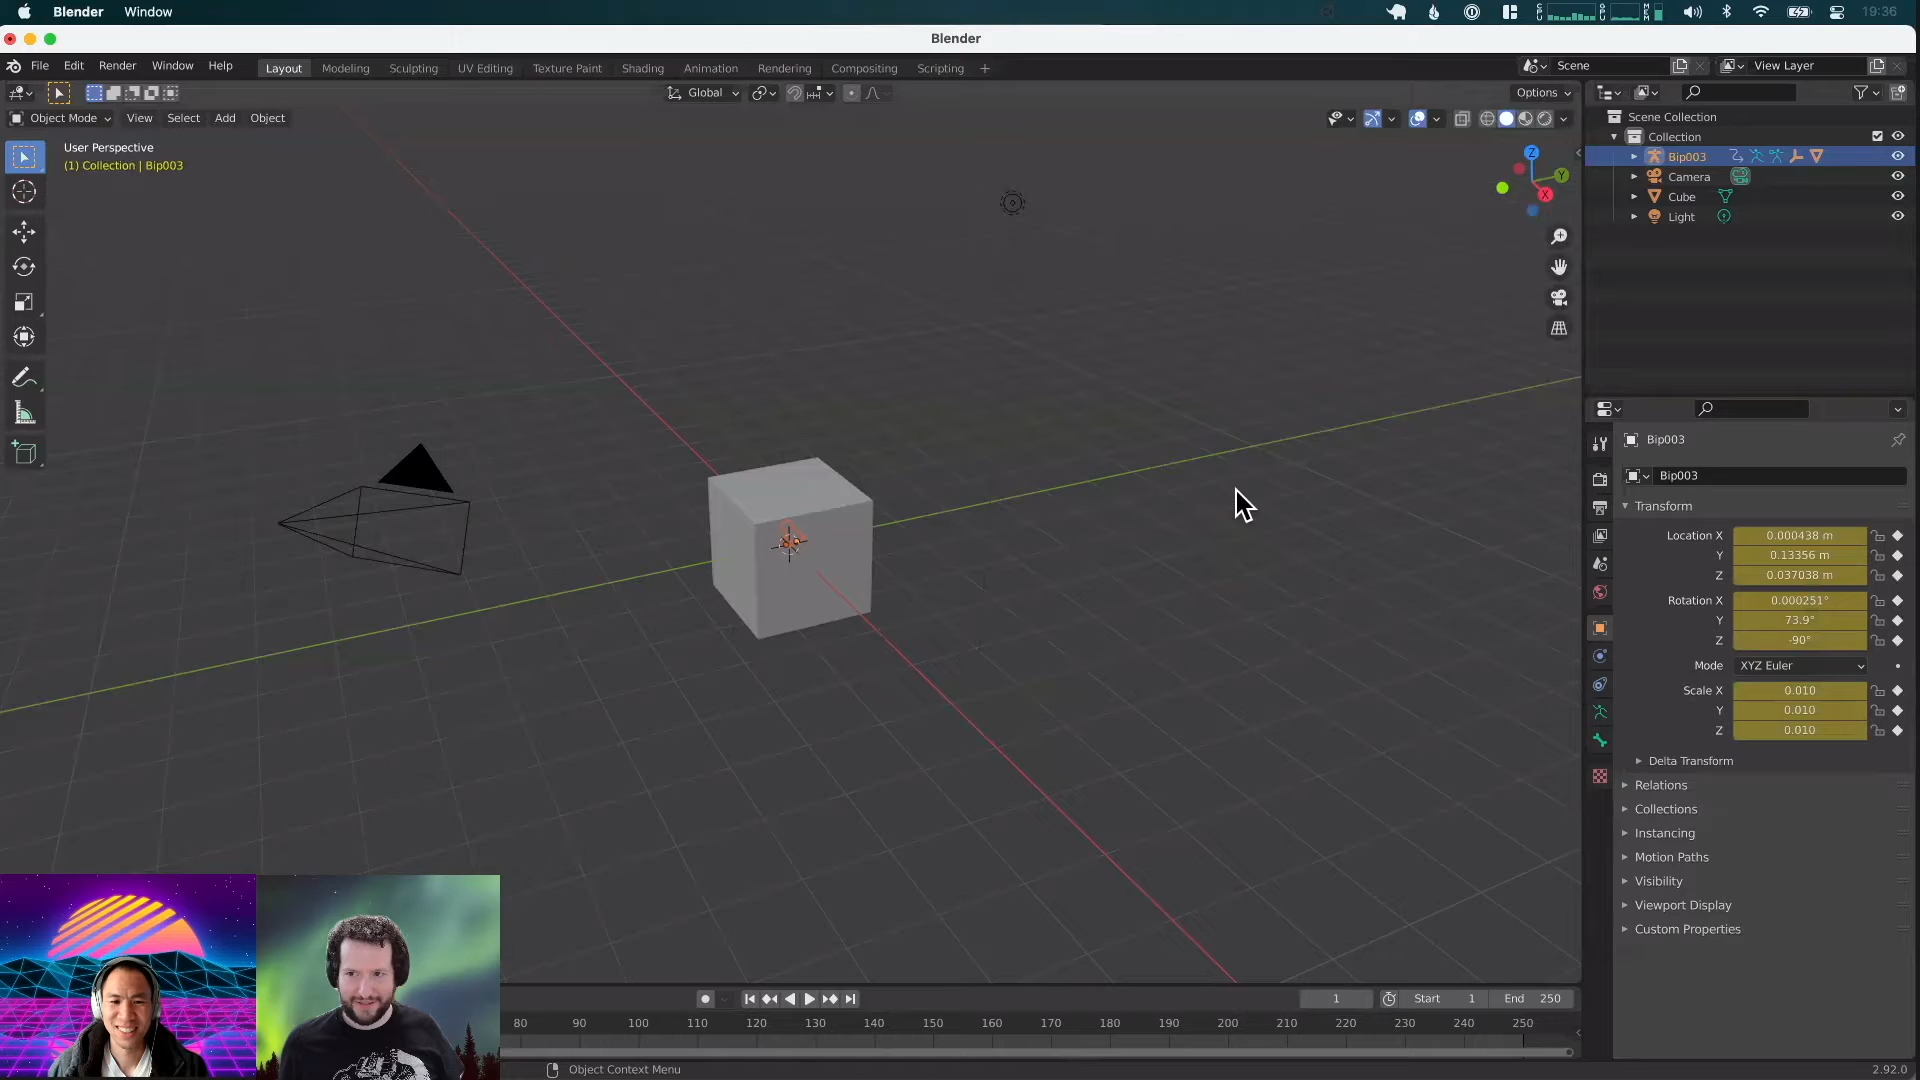 Blender Window
19:36
Blender
File Edit Render Window Help
Layout Modeling Sculpting UV Editing Texture Paint Shading Animation Rendering Compositing Scripting +
Scene
View Layer
Global
Options
Object Mode View Select Add Object
User Perspective
(1) Collection | Bip003
Z
Y
X
Scene Collection
Collection
Bip003
Camera
Cube
Light
Bip003
Bip003
Transform
Location X 0.000438 m
Y 0.13356 m
Z 0.037038 m
Rotation X 0.000251°
Y 73.9°
Z -90°
Mode XYZ Euler
Scale X 0.010
Y 0.010
Z 0.010
Delta Transform
Relations
Collections
Instancing
Motion Paths
Visibility
Viewport Display
Custom Properties
1 Start 1 End 250
80 90 100 110 120 130 140 150 160 170 180 190 200 210 220 230 240 250
Object Context Menu
2.92.0